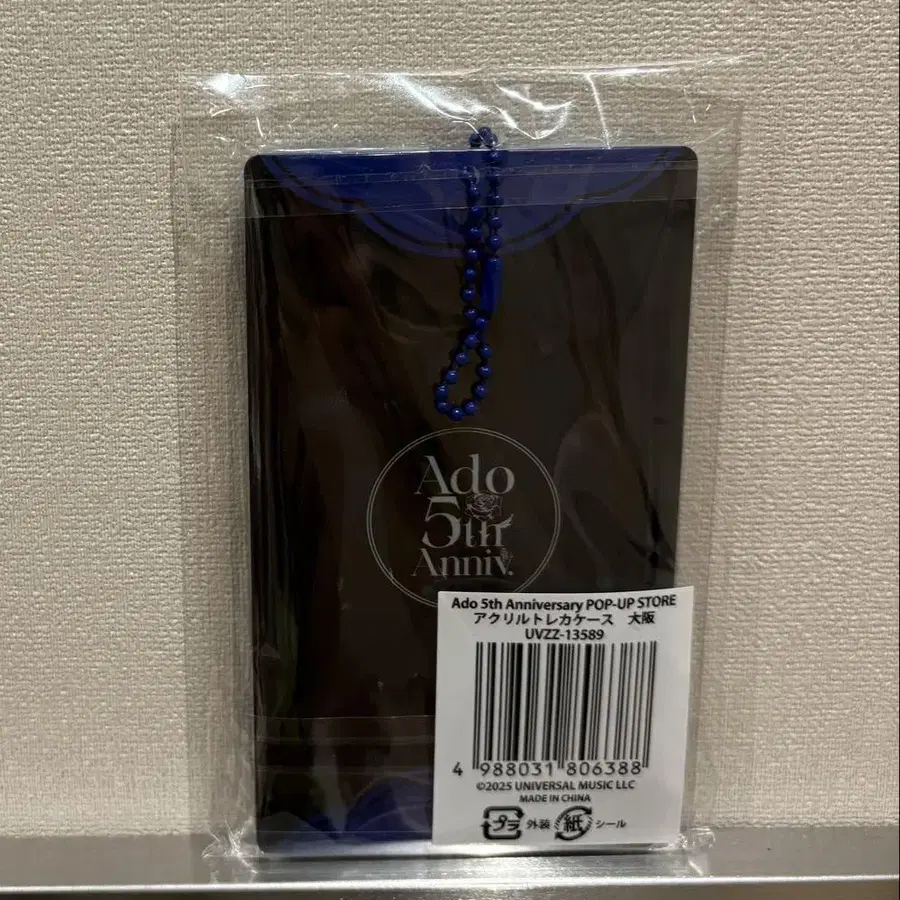 Ado
5th
Anniv.
Ado 5th Anniversary POP-UP STORE
アクリルトレカケース 大阪
UVZZ-13589
4 988031 806388
©2025 UNIVERSAL MUSIC LLC
MADE IN CHINA
プラ 外装 紙 シール